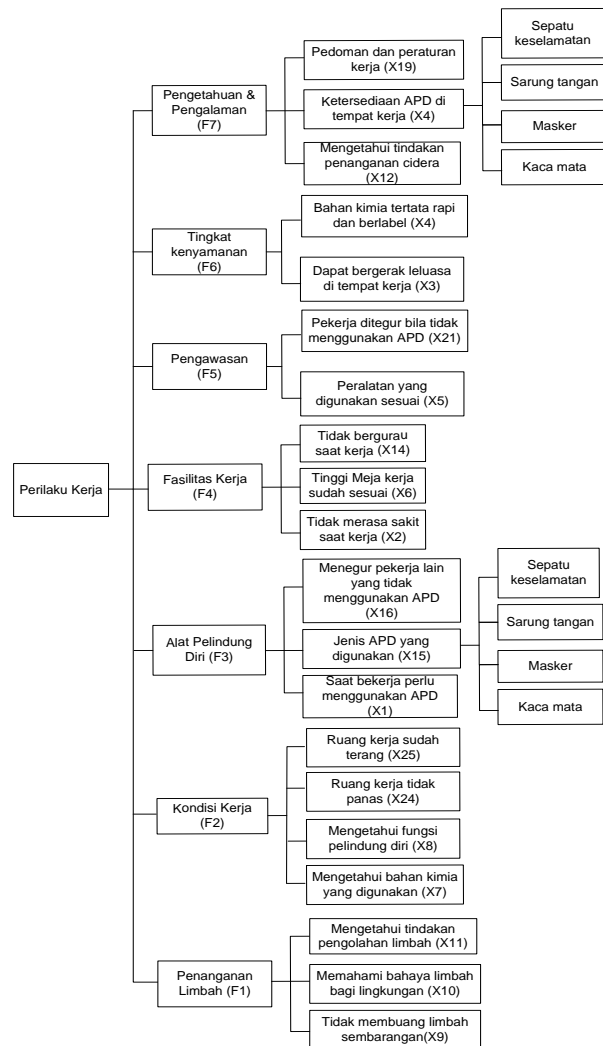 Perilaku Kerja
Pengetahuan &
Pengalaman
(F7)
Pedoman dan peraturan
kerja (X19)
Ketersediaan APD di
tempat kerja (X4)
Sepatu
keselamatan
Sarung tangan
Masker
Kaca mata
Mengetahui tindakan
penanganan cidera
(X12)
Tingkat
kenyamanan
(F6)
Bahan kimia tertata rapi
dan berlabel (X4)
Dapat bergerak leluasa
di tempat kerja (X3)
Pengawasan
(F5)
Pekerja ditegur bila tidak
menggunakan APD (X21)
Peralatan yang
digunakan sesuai (X5)
Fasilitas Kerja
(F4)
Tidak bergurau
saat kerja (X14)
Tinggi Meja kerja
sudah sesuai (X6)
Tidak merasa sakit
saat kerja (X2)
Alat Pelindung
Diri (F3)
Menegur pekerja lain
yang tidak
menggunakan APD
(X16)
Jenis APD yang
digunakan (X15)
Sepatu
keselamatan
Sarung tangan
Masker
Kaca mata
Saat bekerja perlu
menggunakan APD
(X1)
Kondisi Kerja
(F2)
Ruang kerja sudah
terang (X25)
Ruang kerja tidak
panas (X24)
Mengetahui fungsi
pelindung diri (X8)
Mengetahui bahan kimia
yang digunakan (X7)
Penanganan
Limbah (F1)
Mengetahui tindakan
pengolahan limbah (X11)
Memahami bahaya limbah
bagi lingkungan (X10)
Tidak membuang limbah
sembarangan(X9)